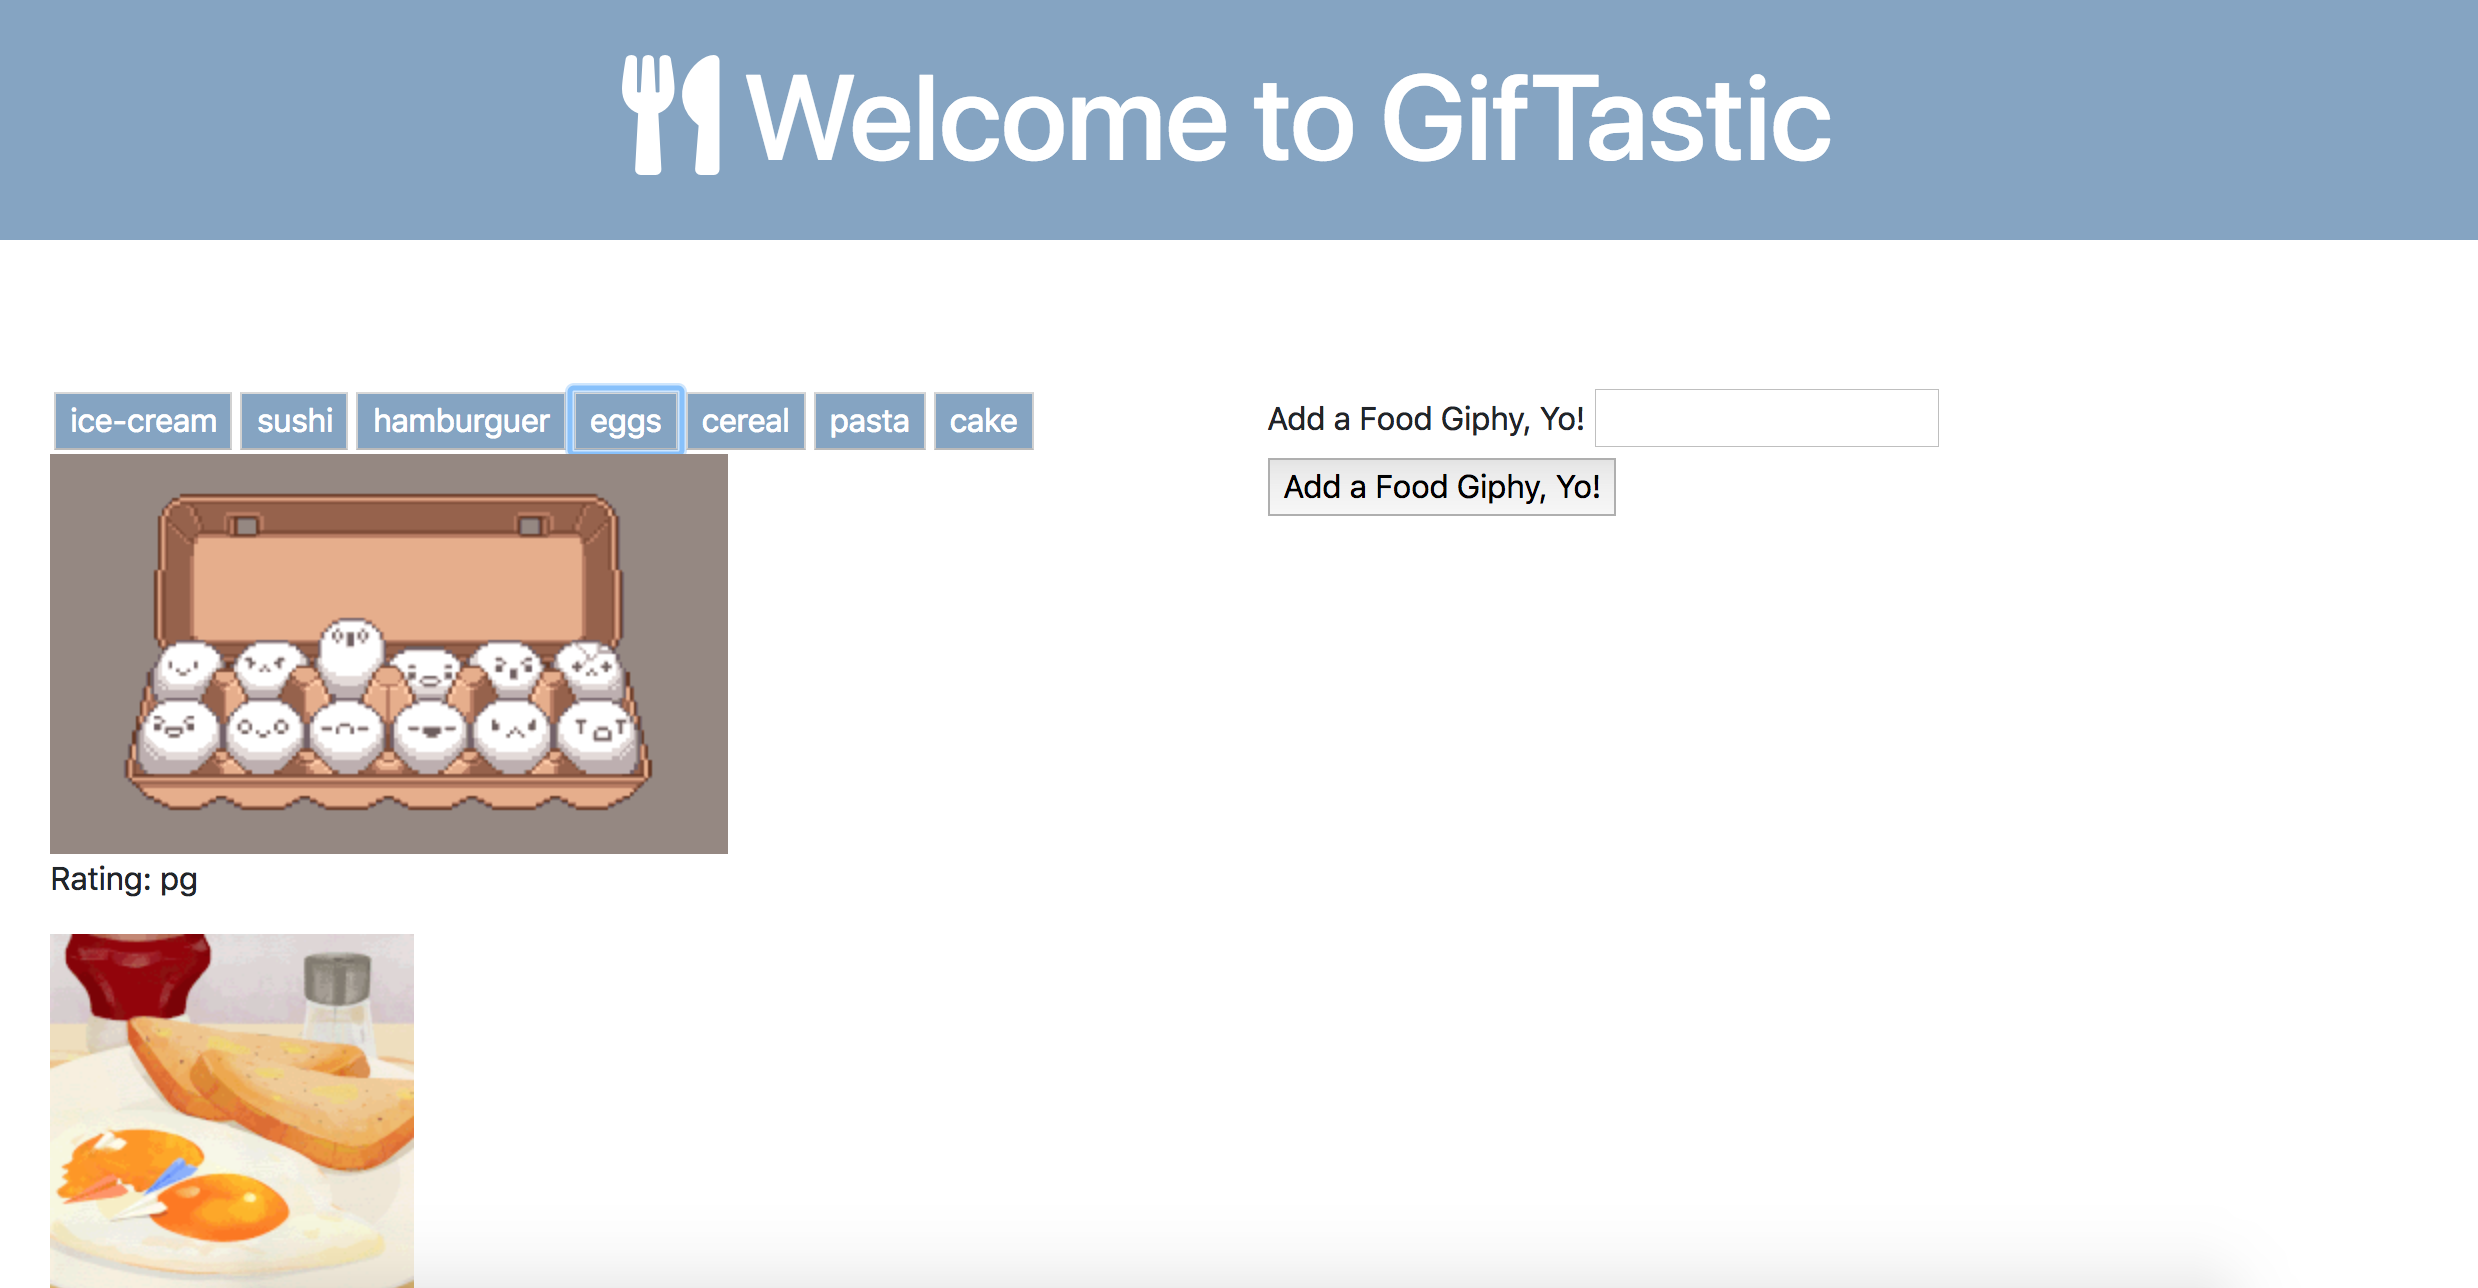 Welcome to GifTastic
ice-cream sushi hamburguer eggs cereal pasta cake
Add a Food Giphy, Yo!
Add a Food Giphy, Yo!
Rating: pg